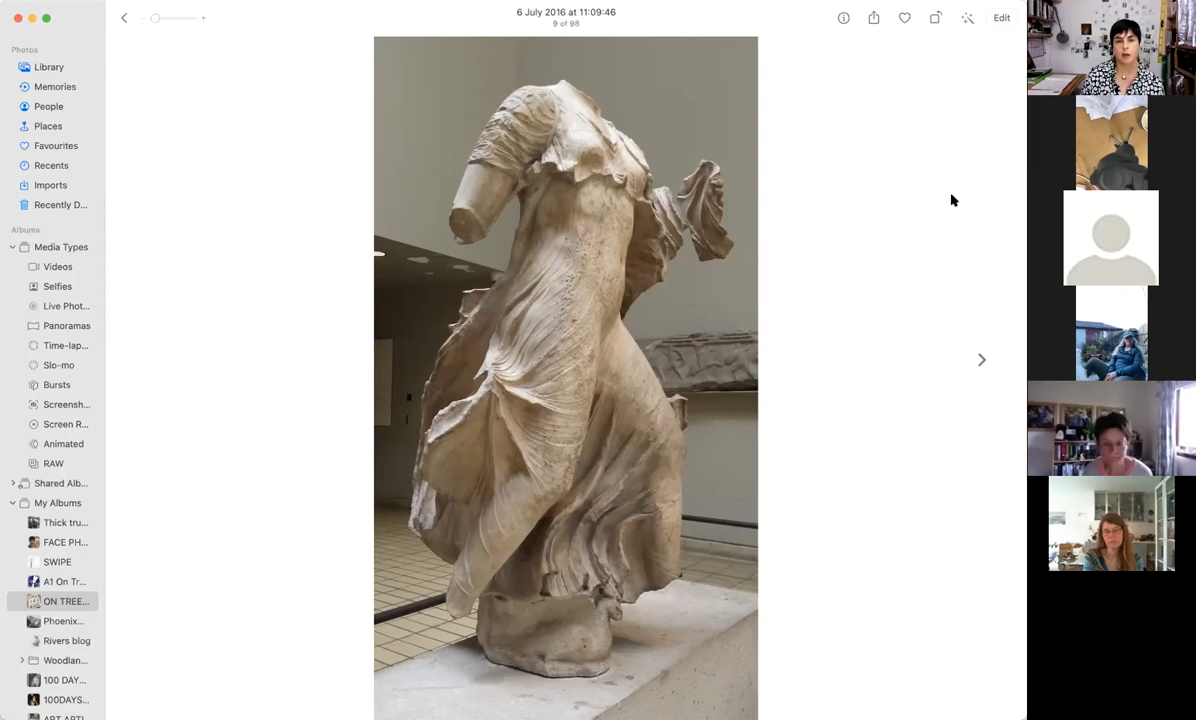 6 July 2016 at 11:09:46
9 of 98
Edit
Photos
Library
Memories
People
Places
Favourites
Recents
Imports
Recently D...
Albums
Media Types
Videos
Selfies
Live Phot...
Panoramas
Time-lap...
Slo-mo
Bursts
Screensh...
Screen R...
Animated
RAW
Shared Alb...
My Albums
Thick tru...
FACE PH...
SWIPE
A1 On Tr...
ON TREE...
Phoenix...
Rivers blog
Woodlan...
100 DAY...
100DAYS...
ART ARTI...